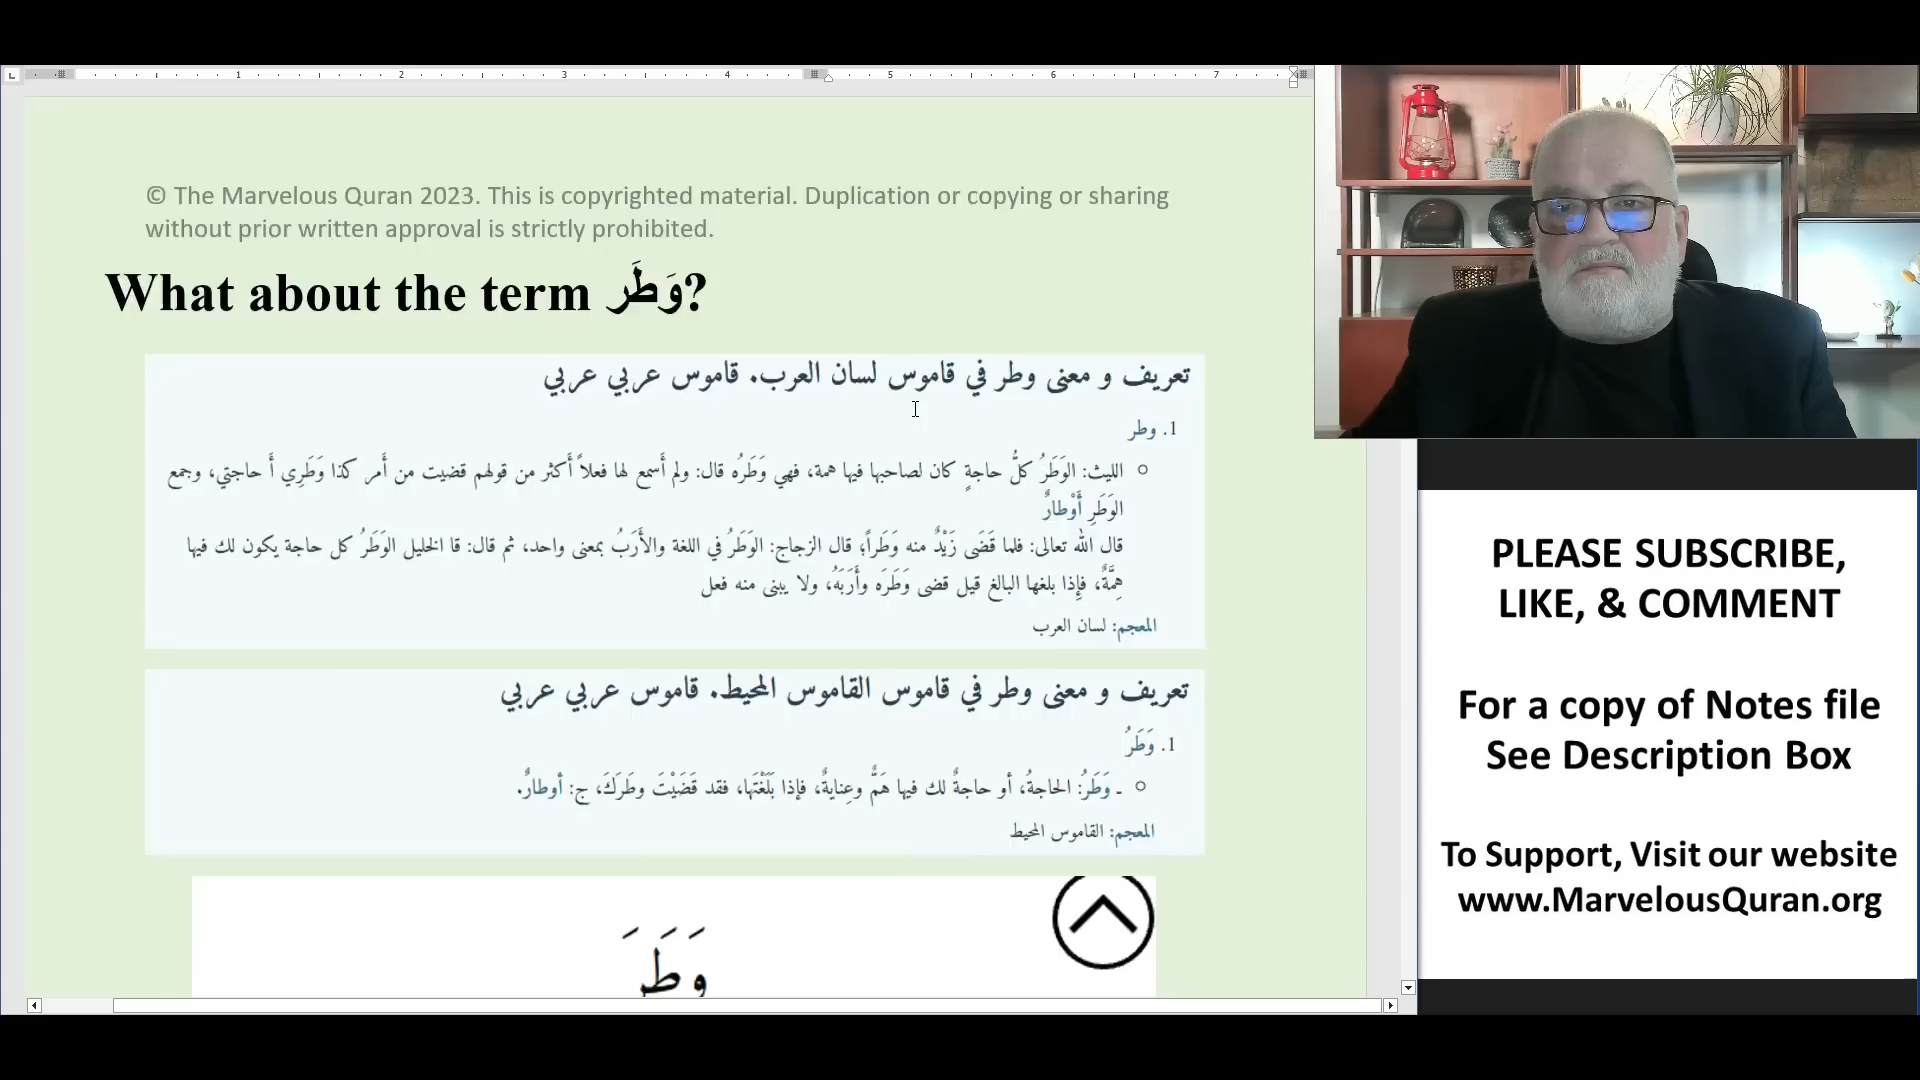 © The Marvelous Quran 2023. This is copyrighted material. Duplication or copying or sharing
without prior written approval is strictly prohibited.
What about the term وَطَر?
تعريف و معنى وطر في قاموس لسان العرب. قاموس عربي عربي
1. وطر
الليث: الوَطَرُ كلُّ حاجةٍ كان لصاحبها فيها همة، فهي وَطَرُه قال: ولم أَسمع لها فعلاً أَكثر من قولهم قضيت من أَمر كذا وَطَرِي أَ حاجتي، وجمع
الوَطَرِ أَوْطارٌ
قال الله تعالى: فلما قَضَى زَيْدٌ منه وَطَراً؛ قال الزجاج: الوَطَرُ في اللغة والأَرَبُ بمعنى واحد، ثم قال: قا الخليل الوَطَرُ كل حاجة يكون لك فيها
هِمَّةٌ، فإِذا بلغها البالغ قيل قضى وَطَرَه وأَرَبَهُ، ولا يبنى منه فعل
المعجم: لسان العرب
تعريف و معنى وطر في قاموس القاموس المحيط. قاموس عربي عربي
1. وَطَرُ
ـ وَطَرُ: الحاجةُ، أو حاجةٌ لك فيها هَمٌّ وعِنايةٌ، فإذا بَلَغْتَها، فقد قَضَيْتَ وطَرَكَ، ج: أوطارٌ.
المعجم: القاموس المحيط
وَطَرَ
PLEASE SUBSCRIBE,
LIKE, & COMMENT
For a copy of Notes file
See Description Box
To Support, Visit our website
www.MarvelousQuran.org
1 2 3 4 5 6 7